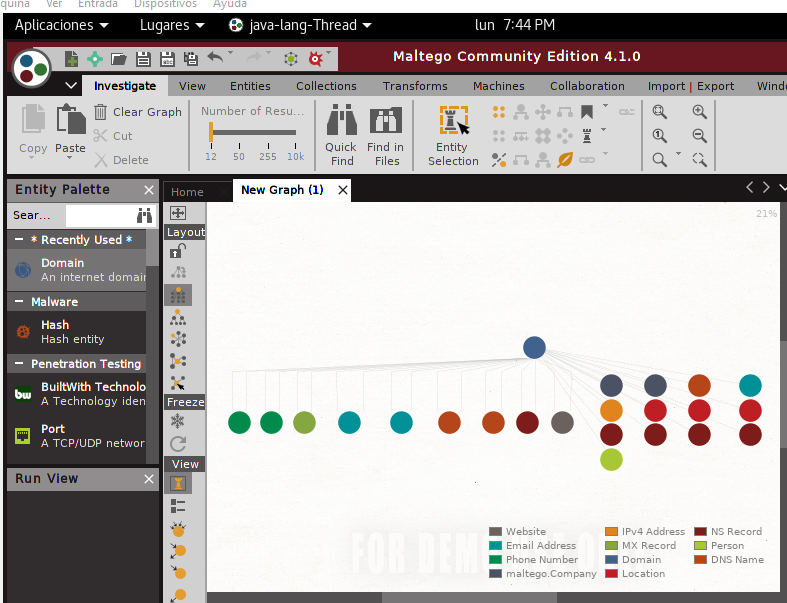 quina Ver Entrada Dispositivos Ayuda
Aplicaciones Lugares java-lang-Thread lun 7:44 PM
Maltego Community Edition 4.1.0
Investigate View Entities Collections Transforms Machines Collaboration Import | Export Windo
Copy Paste Clear Graph Cut Delete
Number of Resu...
12 50 255 10k
Quick Find
Find in Files
Entity Selection
Entity Palette
Home New Graph (1)
Sear...
* Recently Used *
Domain
An internet domain
Malware
Hash
Hash entity
Penetration Testing
BuiltWith Technolo
A Technology iden
Port
A TCP/UDP networ
Run View
Layout
Freeze
View
21%
FOR DEM
Website IPv4 Address NS Record
Email Address MX Record Person
Phone Number Domain DNS Name
maltego.Company Location